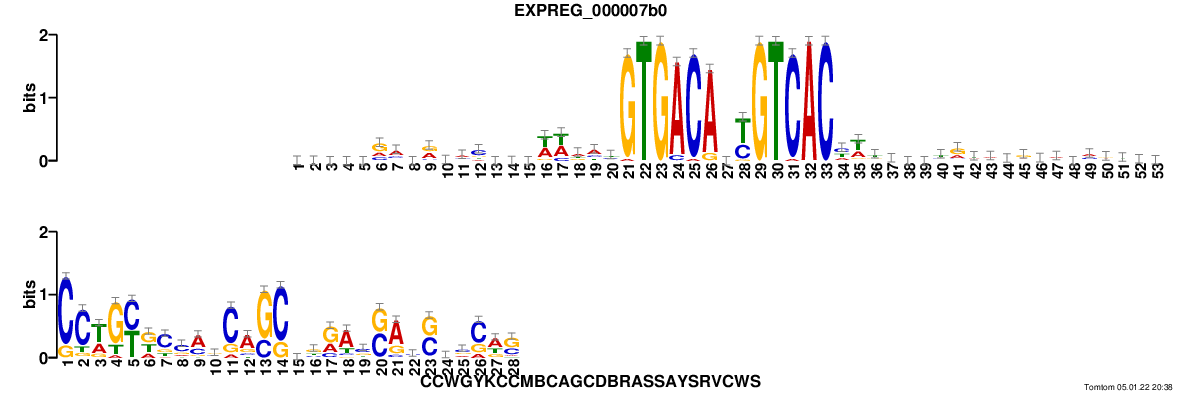 EXPREG_000007b0
bits
2
1
0
GTGACA TGTCAC
1 2 3 4 5 6 7 8 9 10 11 12 13 14 15 16 17 18 19 20 21 22 23 24 25 26 27 28 29 30 31 32 33 34 35 36 37 38 39 40 41 42 43 44 45 46 47 48 49 50 51 52 53
bits
2
1
0
1 2 3 4 5 6 7 8 9 10 11 12 13 14 15 16 17 18 19 20 21 22 23 24 25 26 27 28
CCWGYKCCMBCAGCDBRASSAYSRVCWS
Tomtom 05.01.22 20:38